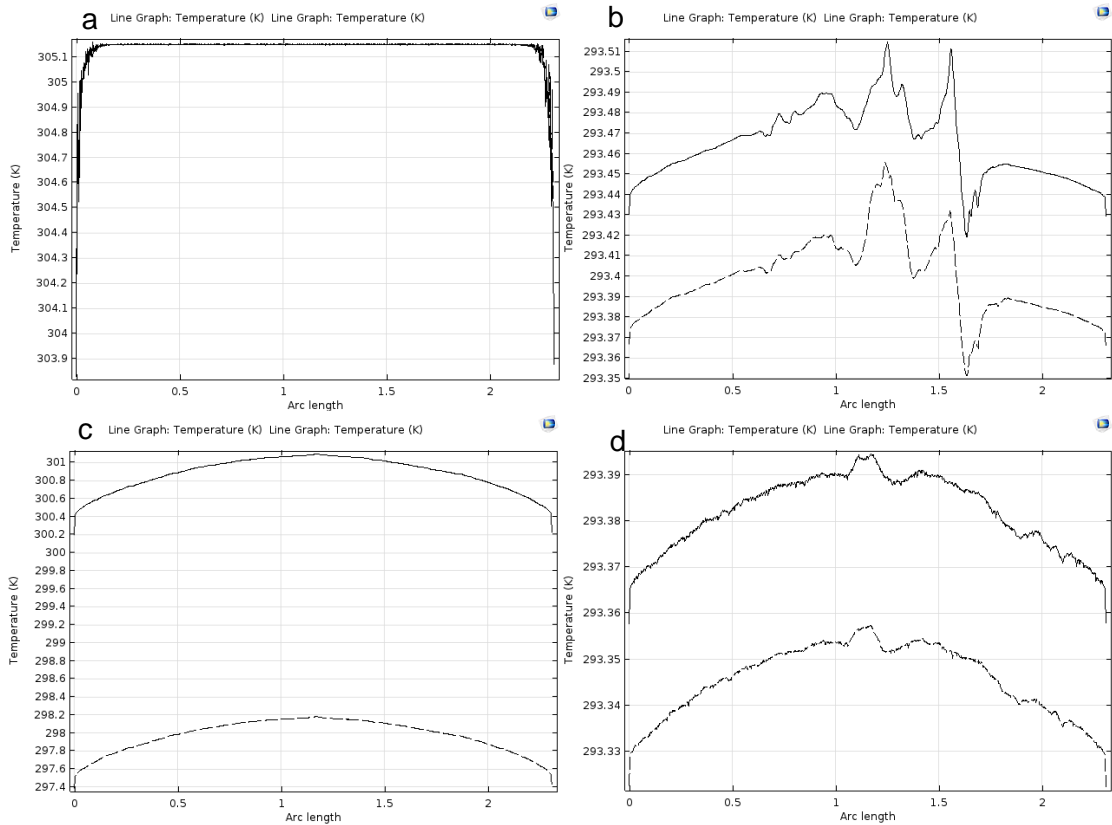 a
Line Graph: Temperature (K) Line Graph: Temperature (K)
Temperature (K)
305.1
305
304.9
304.8
304.7
304.6
304.5
304.4
304.3
304.2
304.1
304
303.9
0 0.5 1 1.5 2
Arc length
b
Line Graph: Temperature (K) Line Graph: Temperature (K)
Temperature (K)
293.51
293.5
293.49
293.48
293.47
293.46
293.45
293.44
293.43
293.42
293.41
293.4
293.39
293.38
293.37
293.36
293.35
0 0.5 1 1.5 2
Arc length
c
Line Graph: Temperature (K) Line Graph: Temperature (K)
Temperature (K)
301
300.8
300.6
300.4
300.2
300
299.8
299.6
299.4
299.2
299
298.8
298.6
298.4
298.2
298
297.8
297.6
297.4
0 0.5 1 1.5 2
Arc length
d
Line Graph: Temperature (K) Line Graph: Temperature (K)
Temperature (K)
293.39
293.38
293.37
293.36
293.35
293.34
293.33
0 0.5 1 1.5 2
Arc length